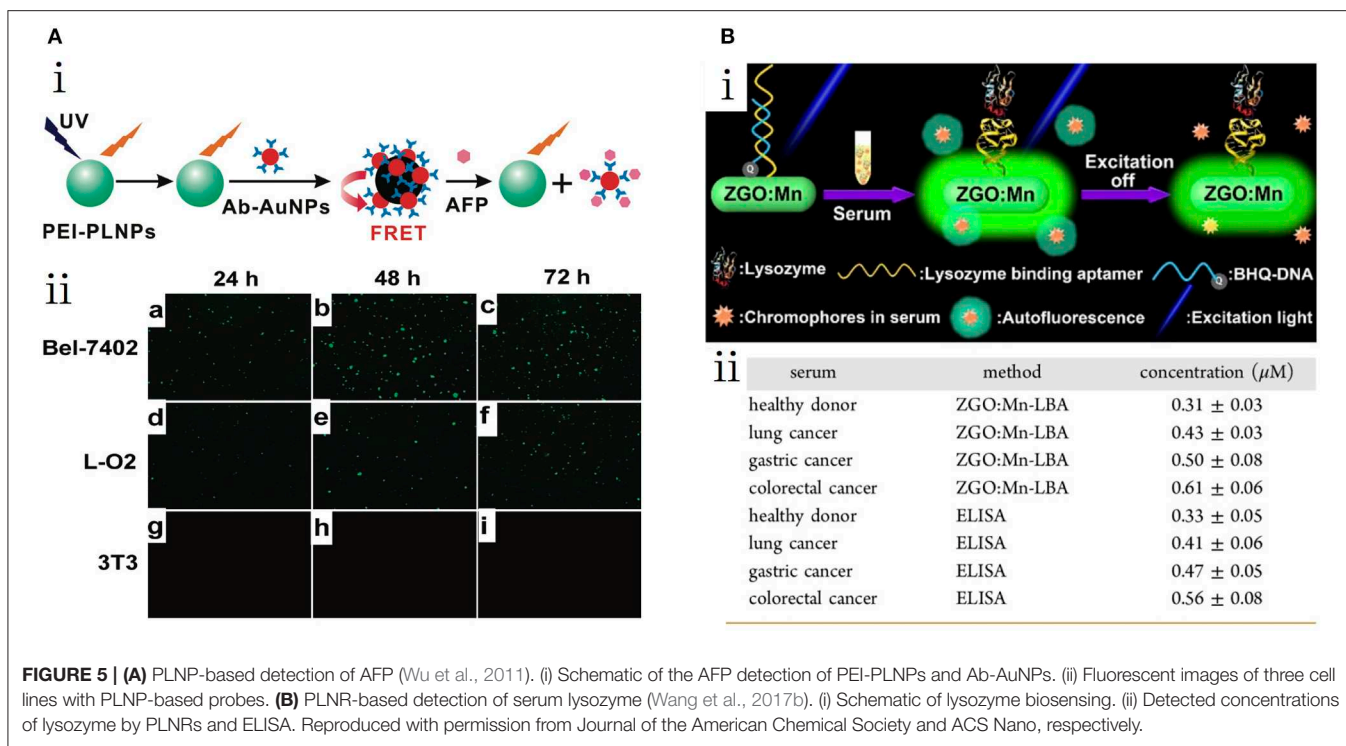 A
i
UV
PEI-PLNPs
Ab-AuNPs
FRET
AFP
+
ii
24 h 48 h 72 h
a b c
Bel-7402
d e f
L-O2
g h i
3T3
B
i
Q
ZGO:Mn
Serum
ZGO:Mn
Excitation
off
ZGO:Mn
:Lysozyme :Lysozyme binding aptamer Q :BHQ-DNA
:Chromophores in serum :Autofluorescence :Excitation light
ii
serum method concentration (μM)
healthy donor ZGO:Mn-LBA 0.31 ± 0.03
lung cancer ZGO:Mn-LBA 0.43 ± 0.03
gastric cancer ZGO:Mn-LBA 0.50 ± 0.08
colorectal cancer ZGO:Mn-LBA 0.61 ± 0.06
healthy donor ELISA 0.33 ± 0.05
lung cancer ELISA 0.41 ± 0.06
gastric cancer ELISA 0.47 ± 0.05
colorectal cancer ELISA 0.56 ± 0.08
FIGURE 5 | (A) PLNP-based detection of AFP (Wu et al., 2011). (i) Schematic of the AFP detection of PEI-PLNPs and Ab-AuNPs. (ii) Fluorescent images of three cell
lines with PLNP-based probes. (B) PLNR-based detection of serum lysozyme (Wang et al., 2017b). (i) Schematic of lysozyme biosensing. (ii) Detected concentrations
of lysozyme by PLNRs and ELISA. Reproduced with permission from Journal of the American Chemical Society and ACS Nano, respectively.